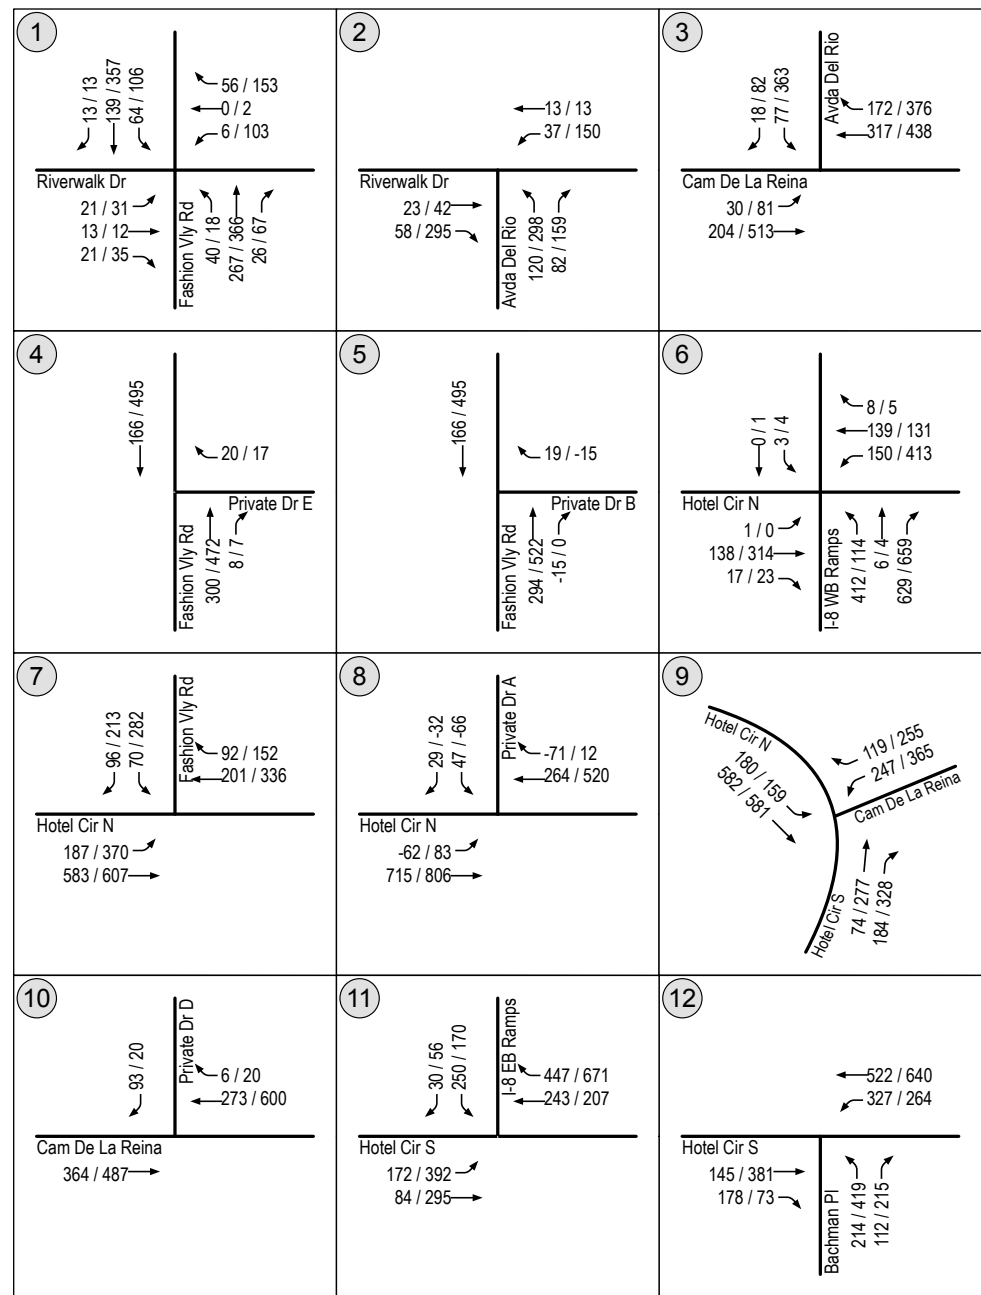 1
13 / 13
139 / 357
64 / 106
56 / 153
0 / 2
6 / 103
Riverwalk Dr
21 / 31
13 / 12
21 / 35
Fashion Vly Rd
40 / 18
267 / 366
26 / 67
2
13 / 13
37 / 150
Riverwalk Dr
23 / 42
58 / 295
Avda Del Rio
120 / 298
82 / 159
3
18 / 82
77 / 363
Avda Del Rio
172 / 376
317 / 438
Cam De La Reina
30 / 81
204 / 513
4
166 / 495
20 / 17
Private Dr E
Fashion Vly Rd
300 / 472
8 / 7
5
166 / 495
19 / -15
Private Dr B
Fashion Vly Rd
294 / 522
-15 / 0
6
0 / 1
3 / 4
8 / 5
139 / 131
150 / 413
Hotel Cir N
1 / 0
138 / 314
17 / 23
I-8 WB Ramps
412 / 114
6 / 4
629 / 659
7
96 / 213
70 / 282
Fashion Vly Rd
92 / 152
201 / 336
Hotel Cir N
187 / 370
583 / 607
8
29 / -32
47 / -66
Private Dr A
-71 / 12
264 / 520
Hotel Cir N
-62 / 83
715 / 806
9
Hotel Cir N
180 / 159
582 / 581
119 / 255
247 / 365
Cam De La Reina
Hotel Cir S
74 / 277
184 / 328
10
93 / 20
Private Dr D
6 / 20
273 / 600
Cam De La Reina
364 / 487
11
30 / 56
250 / 170
I-8 EB Ramps
447 / 671
243 / 207
Hotel Cir S
172 / 392
84 / 295
12
522 / 640
327 / 264
Hotel Cir S
145 / 381
178 / 73
Bachman Pl
214 / 419
112 / 215